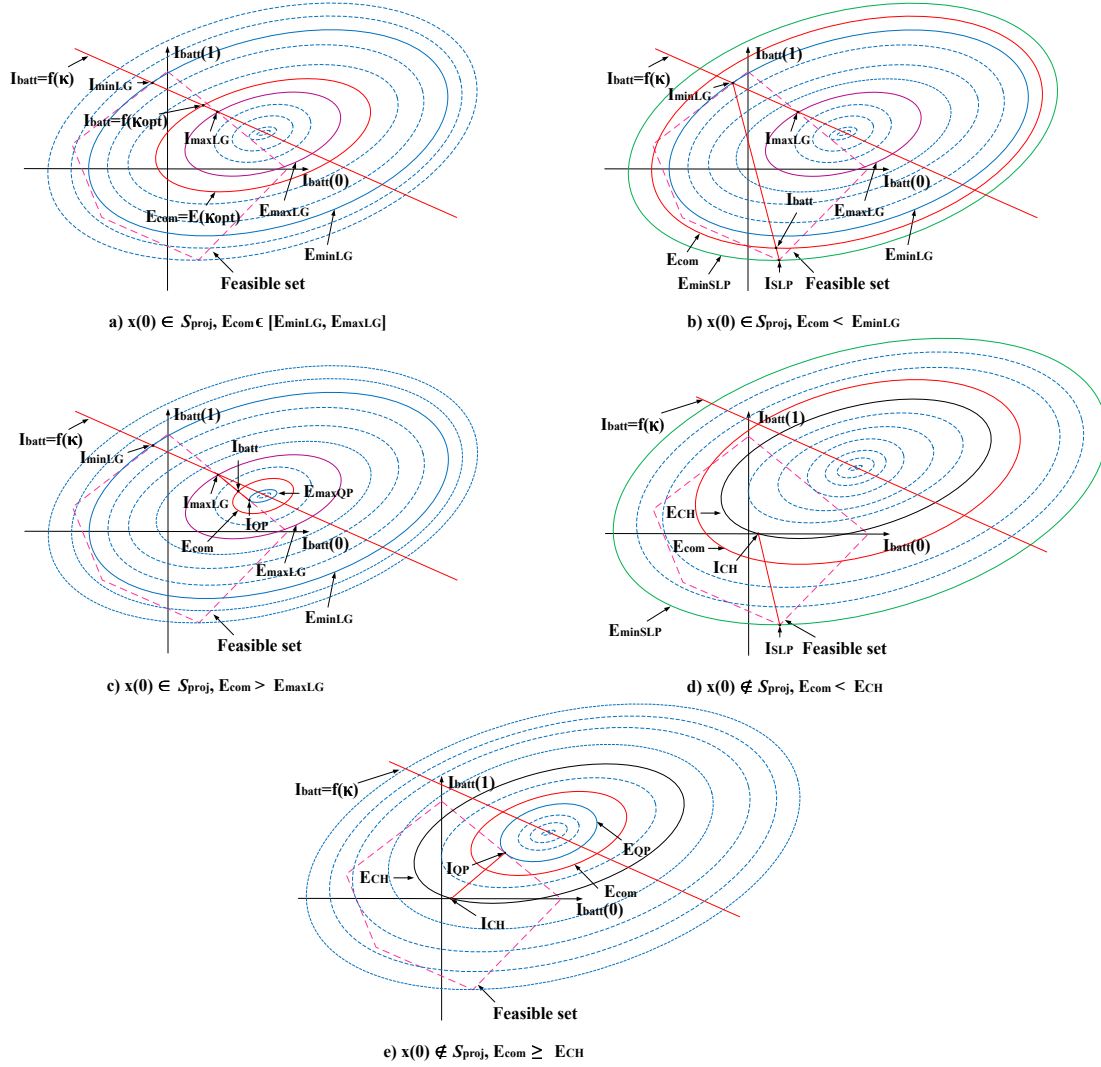 Ibatt(1)
Ibatt=f(κ)
IminLG
Ibatt=f(κopt)
ImaxLG
Ibatt(0)
Ecom=E(κopt)
EmaxLG
EminLG
Feasible set
a) x(0) ∈ Sproj, Ecom ϵ [EminLG, EmaxLG]
Ibatt(1)
Ibatt=f(κ)
IminLG
ImaxLG
Ibatt(0)
Ibatt
EmaxLG
Ecom
EminLG
EminSLP
ISLP
Feasible set
b) x(0) ∈ Sproj, Ecom < EminLG
Ibatt(1)
Ibatt=f(κ)
IminLG
Ibatt
ImaxLG
EmaxQP
IQP
Ecom
Ibatt(0)
EmaxLG
EminLG
Feasible set
c) x(0) ∈ Sproj, Ecom > EmaxLG
Ibatt(1)
Ibatt=f(κ)
ECH
Ecom
Ibatt(0)
ICH
EminSLP
ISLP
Feasible set
d) x(0) ∉ Sproj, Ecom < ECH
Ibatt(1)
Ibatt=f(κ)
EQP
IQP
ECH
Ecom
Ibatt(0)
ICH
Feasible set
e) x(0) ∉ Sproj, Ecom ≥ ECH